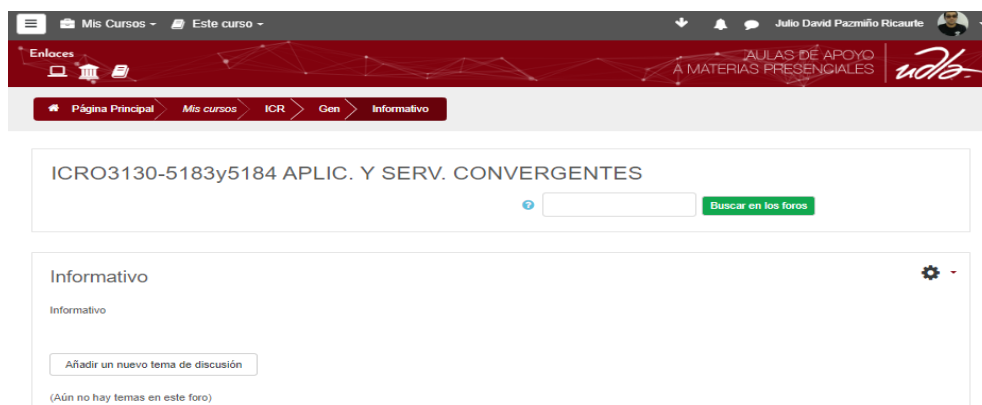 Mis Cursos Este curso Julio David Pazmiño Ricaurte
Enlaces
AULAS DE APOYO
A MATERIAS PRESENCIALES
udla-
Página Principal Mis cursos ICR Gen Informativo
ICRO3130-5183y5184 APLIC. Y SERV. CONVERGENTES
Buscar en los foros
Informativo
Informativo
Añadir un nuevo tema de discusión
(Aún no hay temas en este foro)